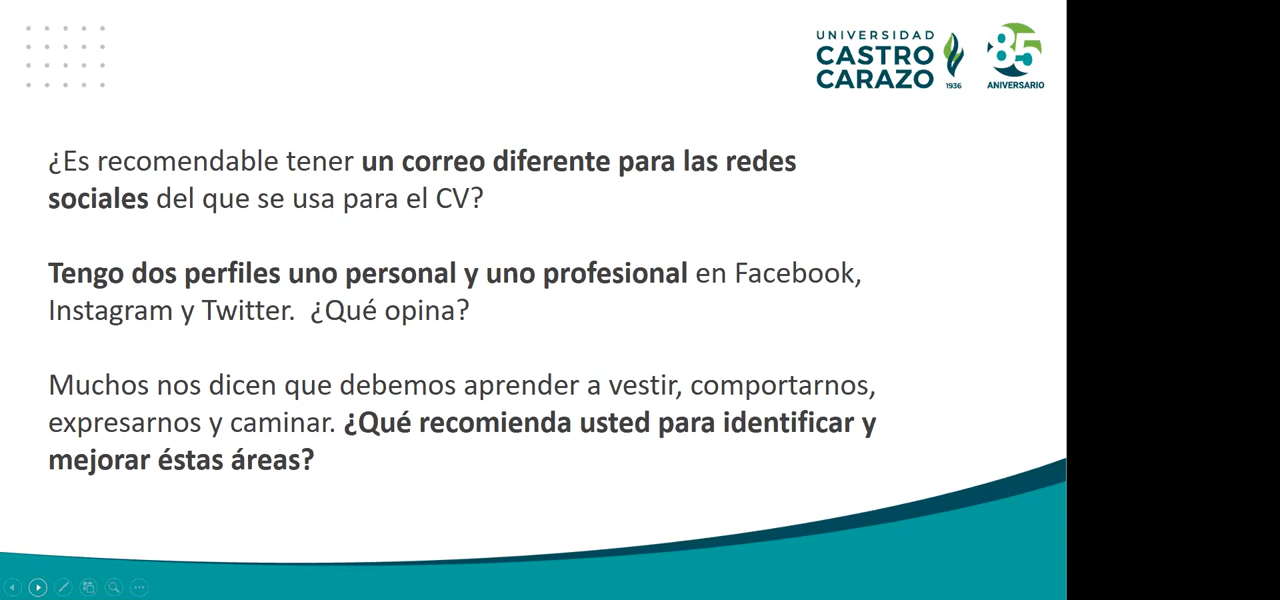 UNIVERSIDAD
CASTRO
CARAZO
1936
85
ANIVERSARIO
¿Es recomendable tener un correo diferente para las redes
sociales del que se usa para el CV?
Tengo dos perfiles uno personal y uno profesional en Facebook,
Instagram y Twitter. ¿Qué opina?
Muchos nos dicen que debemos aprender a vestir, comportarnos,
expresarnos y caminar. ¿Qué recomienda usted para identificar y
mejorar éstas áreas?